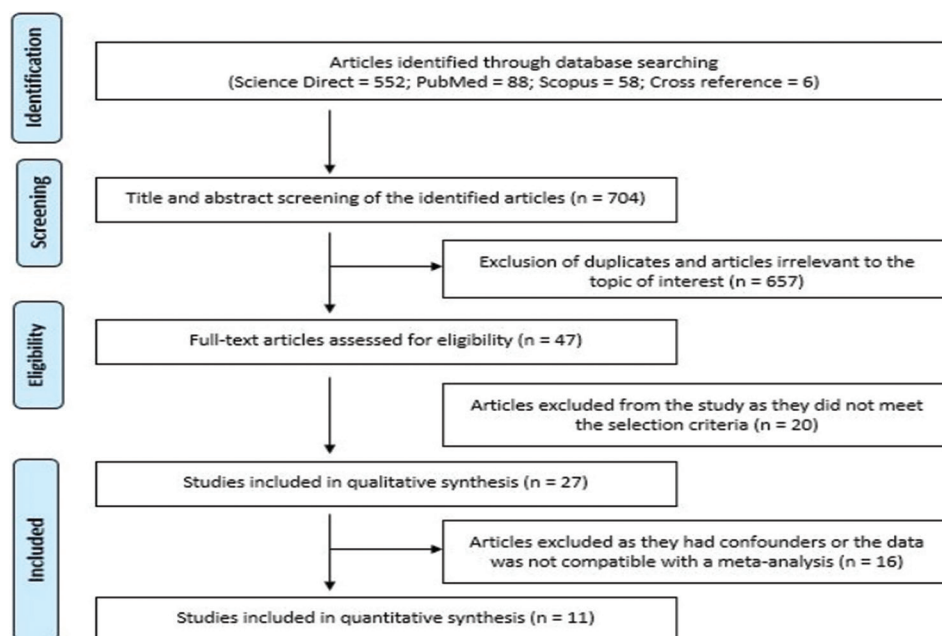 Identification
Articles identified through database searching
(Science Direct = 552; PubMed = 88; Scopus = 58; Cross reference = 6)
Screening
Title and abstract screening of the identified articles (n = 704)
Exclusion of duplicates and articles irrelevant to the
topic of interest (n = 657)
Eligibility
Full-text articles assessed for eligibility (n = 47)
Articles excluded from the study as they did not meet
the selection criteria (n = 20)
Included
Studies included in qualitative synthesis (n = 27)
Articles excluded as they had confounders or the data
was not compatible with a meta-analysis (n = 16)
Studies included in quantitative synthesis (n = 11)